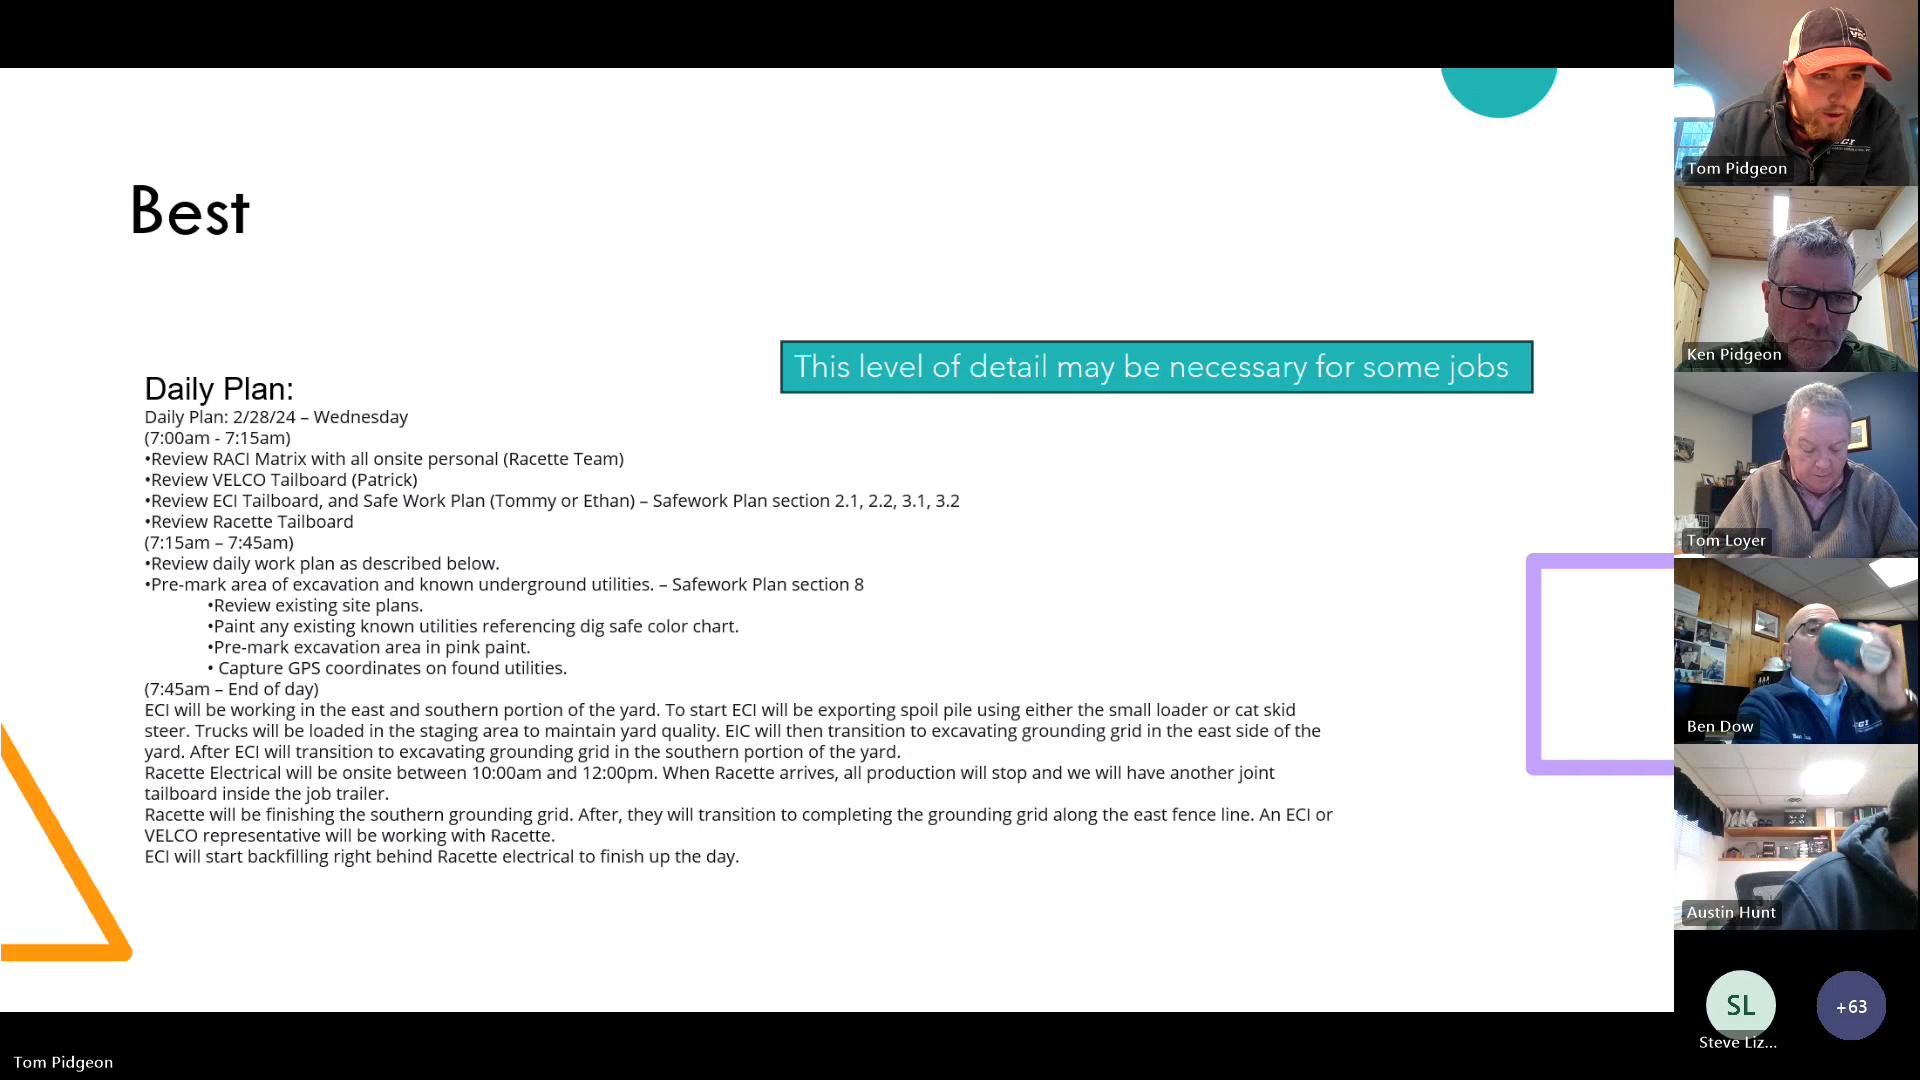 Best
This level of detail may be necessary for some jobs
Daily Plan:
Daily Plan: 2/28/24 – Wednesday
(7:00am - 7:15am)
•Review RACI Matrix with all onsite personal (Racette Team)
•Review VELCO Tailboard (Patrick)
•Review ECI Tailboard, and Safe Work Plan (Tommy or Ethan) – Safework Plan section 2.1, 2.2, 3.1, 3.2
•Review Racette Tailboard
(7:15am – 7:45am)
•Review daily work plan as described below.
•Pre-mark area of excavation and known underground utilities. – Safework Plan section 8
•Review existing site plans.
•Paint any existing known utilities referencing dig safe color chart.
•Pre-mark excavation area in pink paint.
• Capture GPS coordinates on found utilities.
(7:45am – End of day)
ECI will be working in the east and southern portion of the yard. To start ECI will be exporting spoil pile using either the small loader or cat skid
steer. Trucks will be loaded in the staging area to maintain yard quality. EIC will then transition to excavating grounding grid in the east side of the
yard. After ECI will transition to excavating grounding grid in the southern portion of the yard.
Racette Electrical will be onsite between 10:00am and 12:00pm. When Racette arrives, all production will stop and we will have another joint
tailboard inside the job trailer.
Racette will be finishing the southern grounding grid. After, they will transition to completing the grounding grid along the east fence line. An ECI or
VELCO representative will be working with Racette.
ECI will start backfilling right behind Racette electrical to finish up the day.
Tom Pidgeon
Ken Pidgeon
Tom Loyer
Ben Dow
Austin Hunt
SL
+63
Steve Liz...
Tom Pidgeon